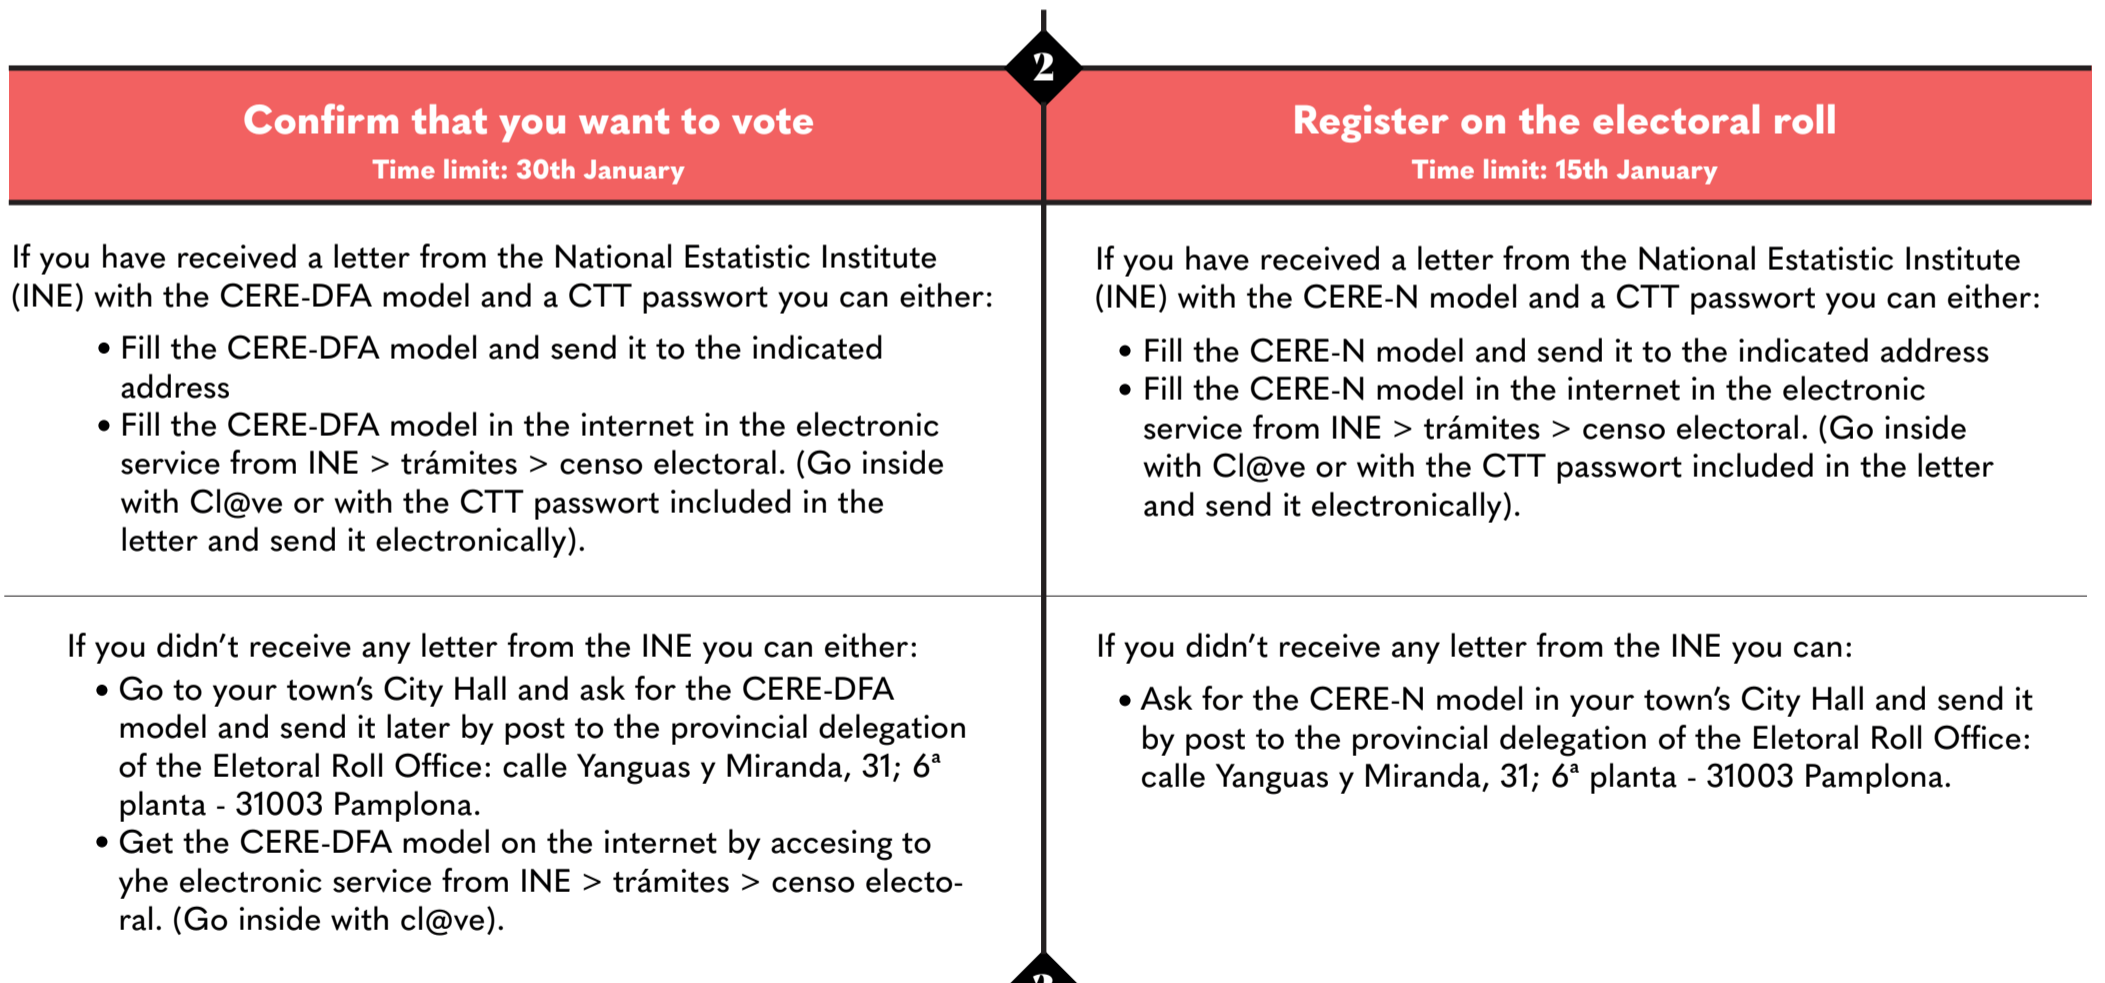 2
Confirm that you want to vote
Time limit: 30th January
If you have received a letter from the National Estatistic Institute
(INE) with the CERE-DFA model and a CTT passwort you can either:
• Fill the CERE-DFA model and send it to the indicated
address
• Fill the CERE-DFA model in the internet in the electronic
service from INE > trámites > censo electoral. (Go inside
with Cl@ve or with the CTT passwort included in the
letter and send it electronically).
If you didn’t receive any letter from the INE you can either:
• Go to your town’s City Hall and ask for the CERE-DFA
model and send it later by post to the provincial delegation
of the Eletoral Roll Office: calle Yanguas y Miranda, 31; 6ª
planta - 31003 Pamplona.
• Get the CERE-DFA model on the internet by accesing to
yhe electronic service from INE > trámites > censo electo-
ral. (Go inside with cl@ve).
Register on the electoral roll
Time limit: 15th January
If you have received a letter from the National Estatistic Institute
(INE) with the CERE-N model and a CTT passwort you can either:
• Fill the CERE-N model and send it to the indicated address
• Fill the CERE-N model in the internet in the electronic
service from INE > trámites > censo electoral. (Go inside
with Cl@ve or with the CTT passwort included in the letter
and send it electronically).
If you didn’t receive any letter from the INE you can:
• Ask for the CERE-N model in your town’s City Hall and send it
by post to the provincial delegation of the Eletoral Roll Office:
calle Yanguas y Miranda, 31; 6ª planta - 31003 Pamplona.